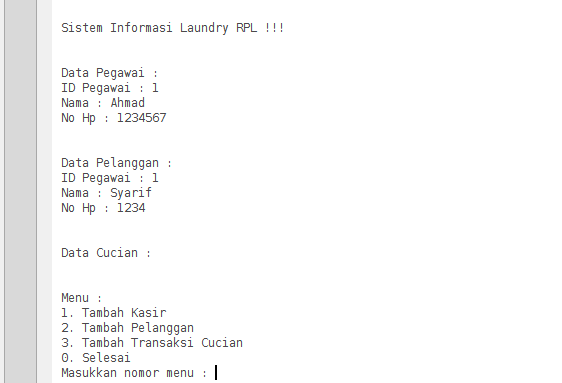 Sistem Informasi Laundry RPL !!!
Data Pegawai :
ID Pegawai : 1
Nama : Ahmad
No Hp : 1234567
Data Pelanggan :
ID Pegawai : 1
Nama : Syarif
No Hp : 1234
Data Cucian :
Menu :
1. Tambah Kasir
2. Tambah Pelanggan
3. Tambah Transaksi Cucian
0. Selesai
Masukkan nomor menu :